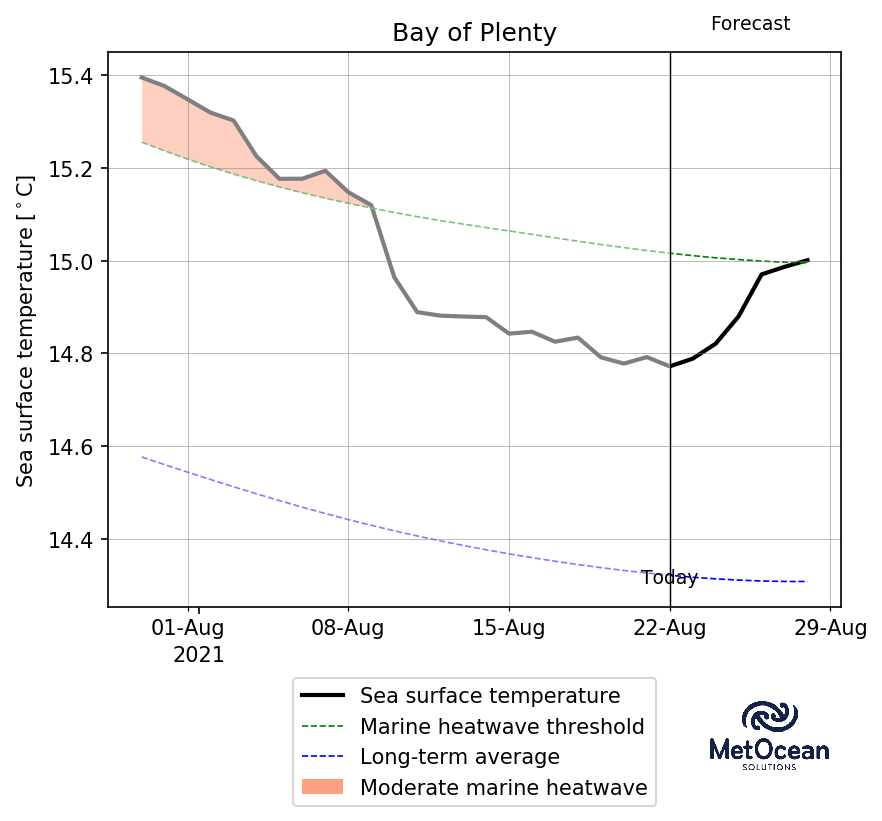 Forecast
Bay of Plenty
Sea surface temperature [°C]
15.4
15.2
15.0
14.8
14.6
14.4
Today
01-Aug 08-Aug 15-Aug 22-Aug 29-Aug
2021
Sea surface temperature
Marine heatwave threshold
Long-term average
Moderate marine heatwave
MetOcean
SOLUTIONS